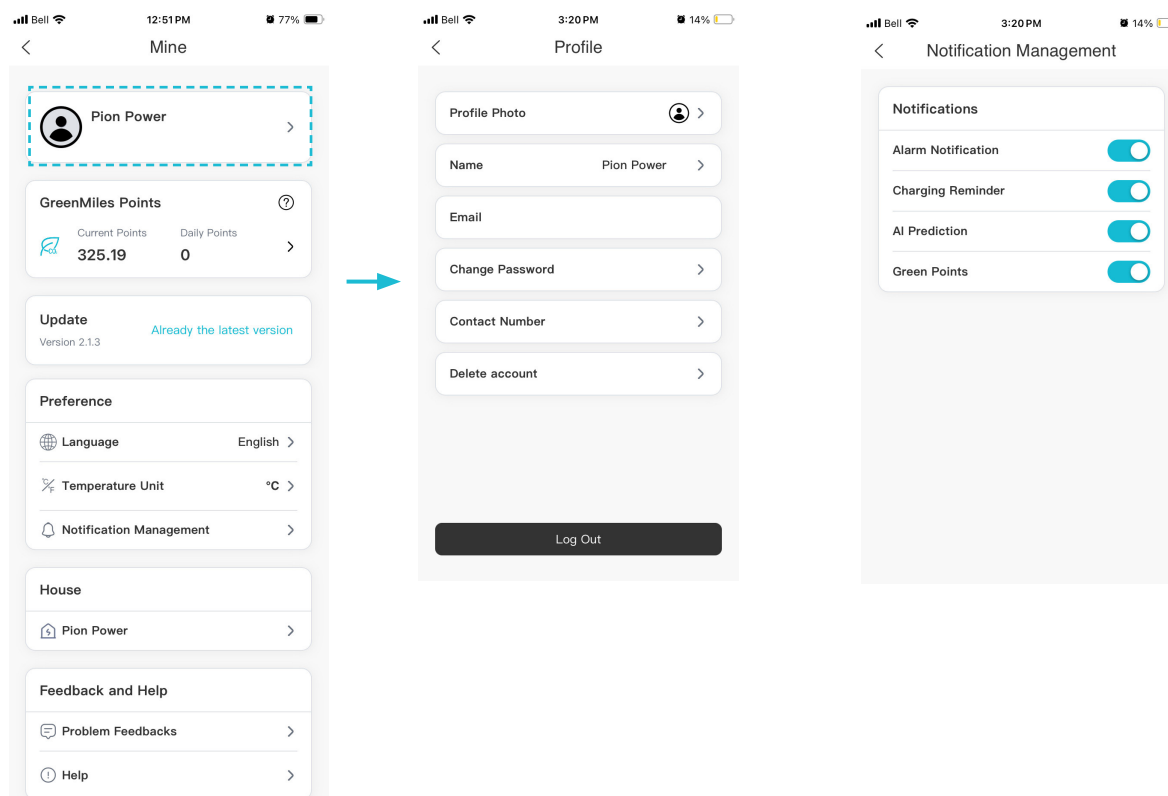 Bell 12:51 PM 77%
Mine
Pion Power
GreenMiles Points
Current Points Daily Points
325.19 0
Update
Already the latest version
Version 2.1.3
Preference
Language English
Temperature Unit °C
Notification Management
House
Pion Power
Feedback and Help
Problem Feedbacks
Help
Bell 3:20 PM 14%
Profile
Profile Photo
Name Pion Power
Email
Change Password
Contact Number
Delete account
Log Out
Bell 3:20 PM 14%
Notification Management
Notifications
Alarm Notification
Charging Reminder
AI Prediction
Green Points